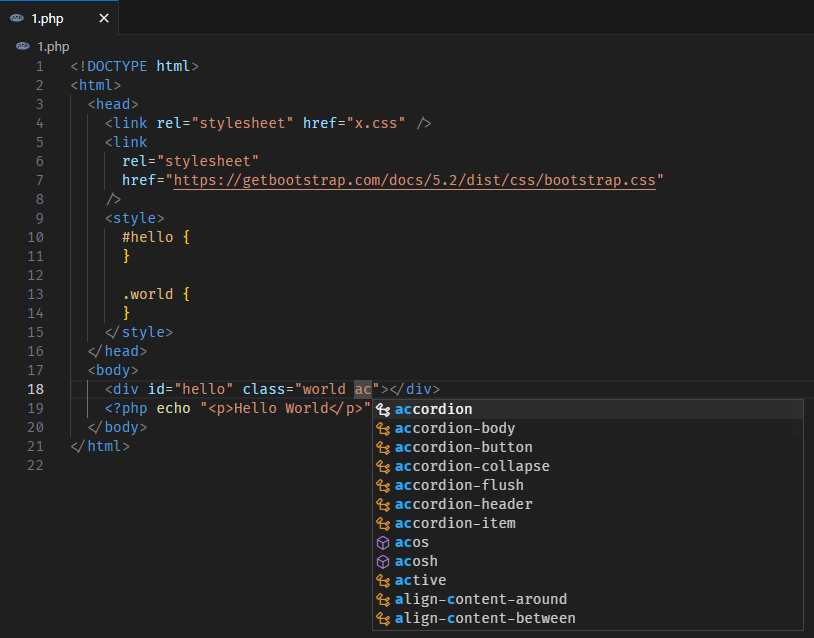 1.php
1.php
1 <!DOCTYPE html>
2 <html>
3 <head>
4 <link rel="stylesheet" href="x.css" />
5 <link
6 rel="stylesheet"
7 href="https://getbootstrap.com/docs/5.2/dist/css/bootstrap.css"
8 />
9 <style>
10 #hello {
11 }
12
13 .world {
14 }
15 </style>
16 </head>
17 <body>
18 <div id="hello" class="world ac"></div>
19 <?php echo "<p>Hello World</p>"
20 </body>
21 </html>
22
accordion
accordion-body
accordion-button
accordion-collapse
accordion-flush
accordion-header
accordion-item
acos
acosh
active
align-content-around
align-content-between